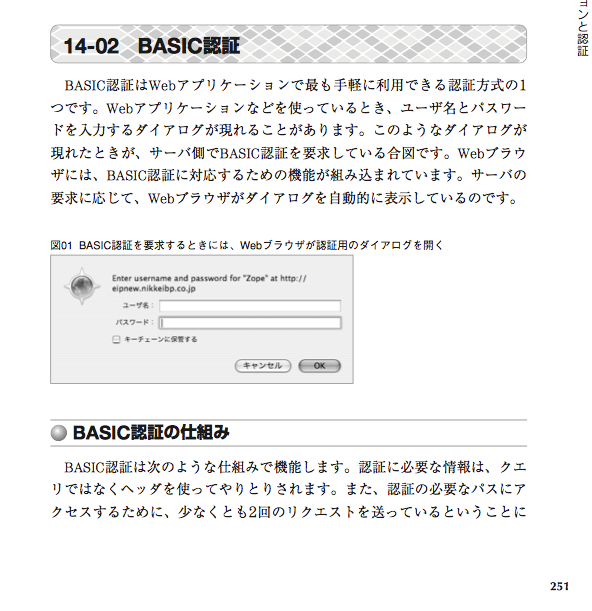 ョンと認証
14-02 BASIC認証
BASIC認証はWebアプリケーションで最も手軽に利用できる認証方式の1
つです。Webアプリケーションなどを使っているとき、ユーザ名とパスワー
ドを入力するダイアログが現れることがあります。このようなダイアログが
現れたときが、サーバ側でBASIC認証を要求している合図です。Webブラウ
ザには、BASIC認証に対応するための機能が組み込まれています。サーバの
要求に応じて、Webブラウザがダイアログを自動的に表示しているのです。
図01 BASIC認証を要求するときには、Webブラウザが認証用のダイアログを開く
Enter username and password for "Zope" at http://
eipnew.nikkeibp.co.jp
ユーザ名：
パスワード：
キーチェーンに保管する
キャンセル
OK
BASIC認証の仕組み
BASIC認証は次のような仕組みで機能します。認証に必要な情報は、クエ
リではなくヘッダを使ってやりとりされます。また、認証の必要なパスにア
クセスするために、少なくとも2回のリクエストを送っているということに
251